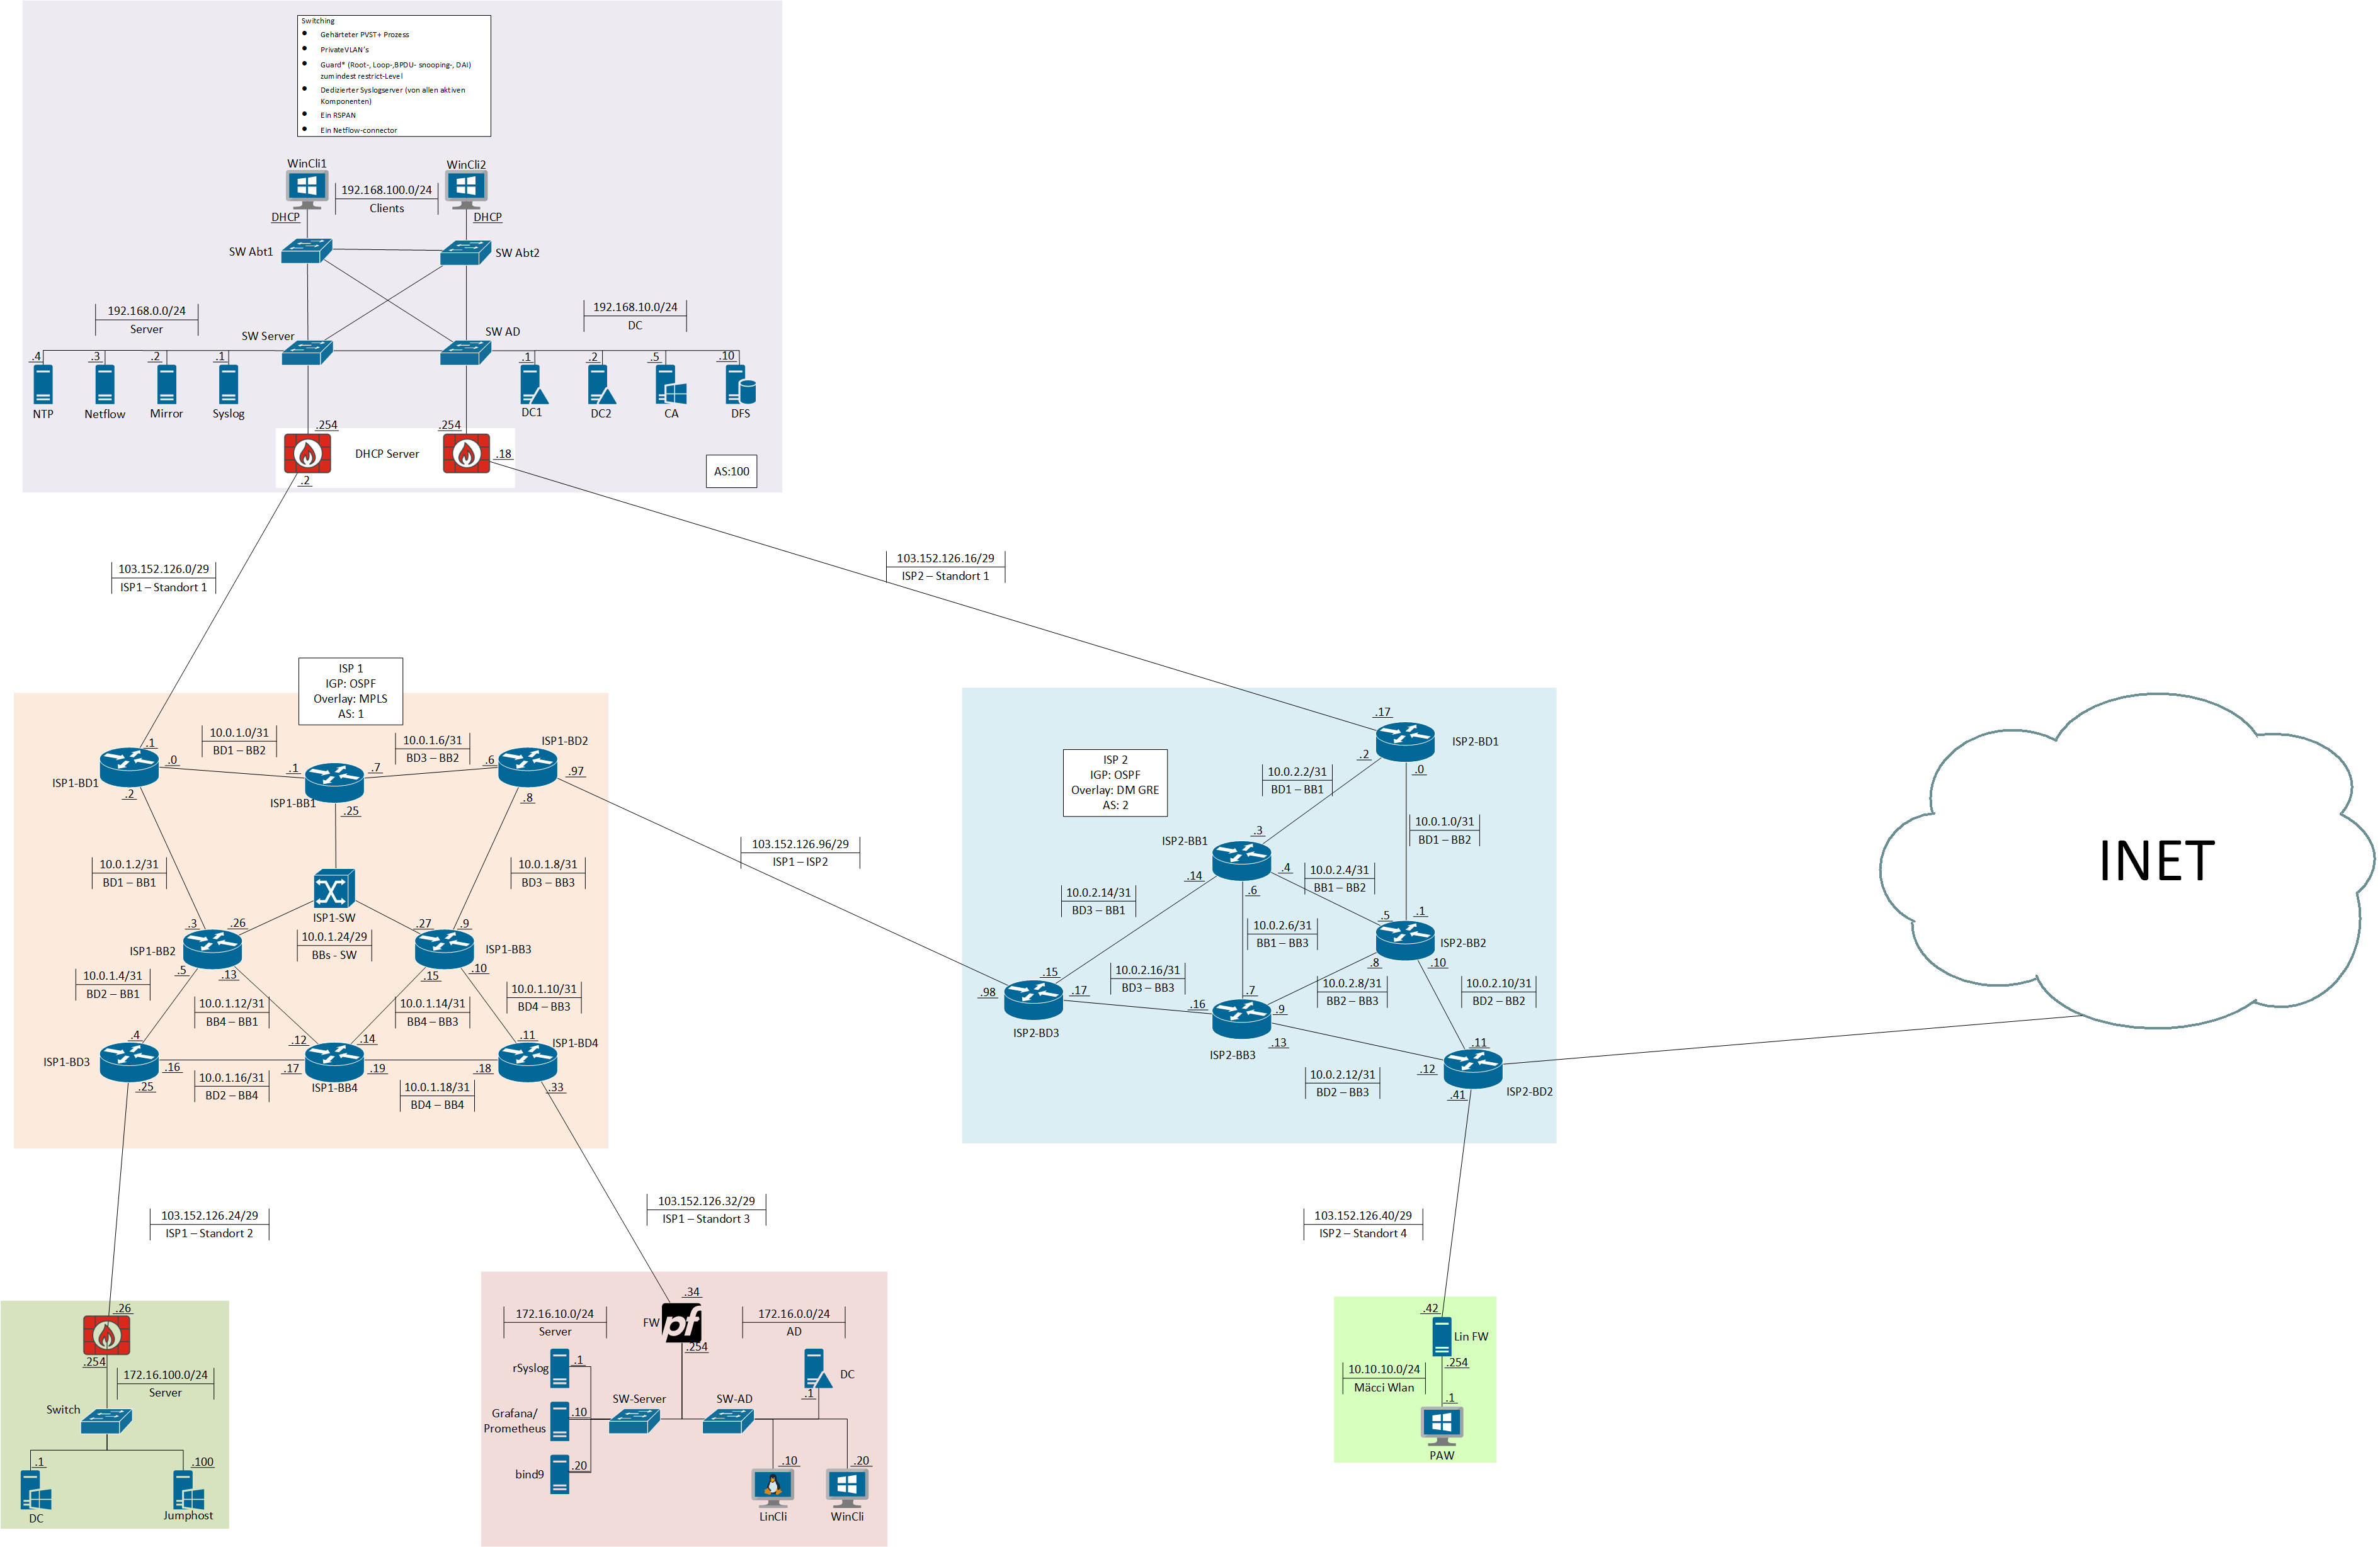 Switching
● Gehärteter PVST+ Prozess
● PrivateVLAN´s
● Guard* (Root-, Loop-,BPDU- snooping-, DAI)
zumindest restrict-Level
● Dedizierter Syslogserver (von allen aktiven
Komponenten)
● Ein RSPAN
● Ein Netflow-connector
WinCli1
WinCli2
192.168.100.0/24
Clients
DHCP
DHCP
SW Abt1
SW Abt2
192.168.0.0/24
Server
192.168.10.0/24
DC
SW Server
SW AD
.4
.3
.2
.1
.1
.2
.5
.10
NTP
Netflow
Mirror
Syslog
DC1
DC2
CA
DFS
.254
.254
DHCP Server
.18
.2
AS:100
103.152.126.0/29
ISP1 – Standort 1
103.152.126.16/29
ISP2 – Standort 1
ISP 1
IGP: OSPF
Overlay: MPLS
AS: 1
10.0.1.0/31
BD1 – BB2
10.0.1.6/31
BD3 – BB2
ISP1-BD2
.1
.0
.1
.7
.6
.97
ISP1-BD1
.2
ISP1-BB1
.25
.8
10.0.1.2/31
BD1 – BB1
10.0.1.8/31
BD3 – BB3
ISP1-SW
.3
.26
.27
.9
10.0.1.24/29
BBs - SW
ISP1-BB2
ISP1-BB3
.5
.13
.15
.10
10.0.1.4/31
BD2 – BB1
10.0.1.12/31
BB4 – BB1
10.0.1.14/31
BB4 – BB3
10.0.1.10/31
BD4 – BB3
.4
.12
.14
.11
ISP1-BD3
ISP1-BD4
.16
.17
.19
.18
.25
ISP1-BB4
.33
10.0.1.16/31
BD2 – BB4
10.0.1.18/31
BD4 – BB4
103.152.126.96/29
ISP1 – ISP2
ISP 2
IGP: OSPF
Overlay: DM GRE
AS: 2
.17
ISP2-BD1
.2
.0
10.0.2.2/31
BD1 – BB1
10.0.1.0/31
BD1 – BB2
ISP2-BB1
.3
.4
.14
.6
10.0.2.4/31
BB1 – BB2
10.0.2.14/31
BD3 – BB1
10.0.2.6/31
BB1 – BB3
.5
.1
ISP2-BB2
.8
.10
.15
.98
.17
10.0.2.16/31
BD3 – BB3
10.0.2.8/31
BB2 – BB3
10.0.2.10/31
BD2 – BB2
ISP2-BD3
.16
.7
.9
.13
ISP2-BB3
10.0.2.12/31
BD2 – BB3
.11
.12
.41
ISP2-BD2
INET
103.152.126.24/29
ISP1 – Standort 2
103.152.126.32/29
ISP1 – Standort 3
103.152.126.40/29
ISP2 – Standort 4
.26
.254
172.16.100.0/24
Server
Switch
.1
.100
DC
Jumphost
172.16.10.0/24
Server
.34
FW
pf
.254
172.16.0.0/24
AD
rSyslog
.1
DC
.1
SW-Server
SW-AD
Grafana/
Prometheus
.10
bind9
.20
.10
.20
LinCli
WinCli
.42
Lin FW
.254
10.10.10.0/24
Mäcci Wlan
.1
PAW